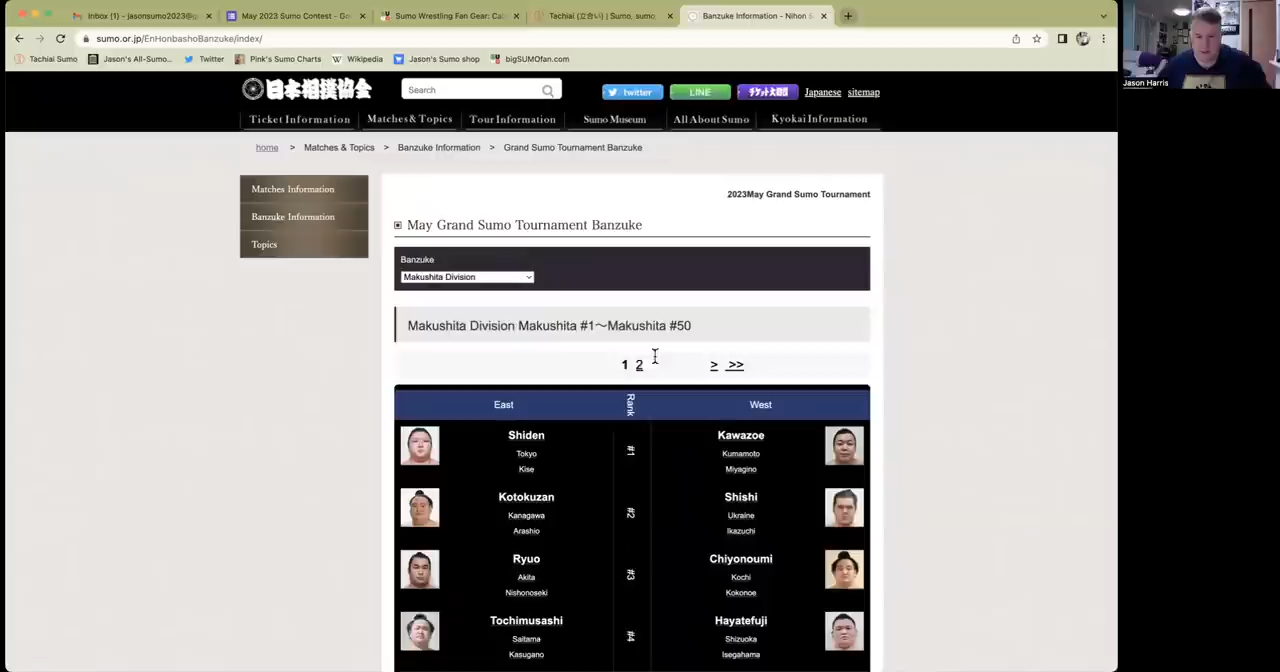 Inbox (1) - jasonsumo2023@g
May 2023 Sumo Contest - Go
Sumo Wrestling Fan Gear: Ca
Tachiai (立合い) | Sumo, sumo
Banzuke Information - Nihon S
sumo.or.jp/EnHonbashoBanzuke/index/
Tachiai Sumo
Jason's All-Sumo...
Twitter
Pink's Sumo Charts
Wikipedia
Jason's Sumo shop
bigSUMOfan.com
Jason Harris
日本相撲協会
Search
twitter
LINE
チケット大相撲
Japanese
sitemap
Ticket Information
Matches & Topics
Tour Information
Sumo Museum
All About Sumo
Kyokai Information
home > Matches & Topics > Banzuke Information > Grand Sumo Tournament Banzuke
Matches Information
Banzuke Information
Topics
2023May Grand Sumo Tournament
May Grand Sumo Tournament Banzuke
Banzuke
Makushita Division
Makushita Division Makushita #1～Makushita #50
1 2 > >>
East Rank West
Shiden
Tokyo
Kise
#1
Kawazoe
Kumamoto
Miyagino
Kotokuzan
Kanagawa
Arashio
#2
Shishi
Ukraine
Ikazuchi
Ryuo
Akita
Nishonoseki
#3
Chiyonoumi
Kochi
Kokonoe
Tochimusashi
Saitama
Kasugano
#4
Hayatefuji
Shizuoka
Isegahama